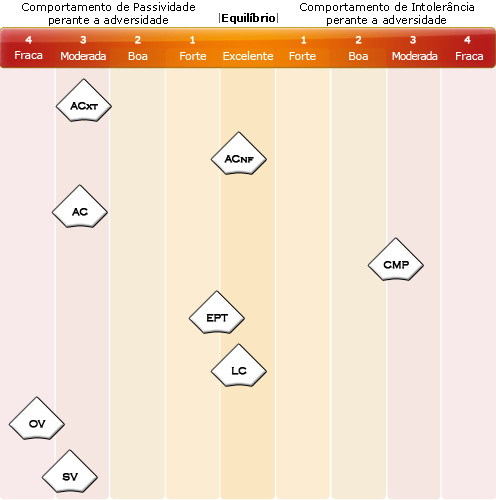 Comportamento de Passividade
perante a adversidade
|Equilíbrio|
Comportamento de Intolerância
perante a adversidade
4 3 2 1 1 2 3 4
Fraca Moderada Boa Forte Excelente Forte Boa Moderada Fraca
ACXT
ACNF
AC
CMP
EPT
LC
OV
SV